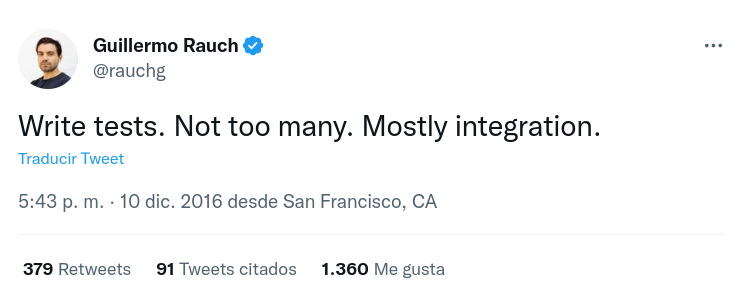 Guillermo Rauch
@rauchg
Write tests. Not too many. Mostly integration.
Traducir Tweet
5:43 p. m. · 10 dic. 2016 desde San Francisco, CA
379 Retweets 91 Tweets citados 1.360 Me gusta